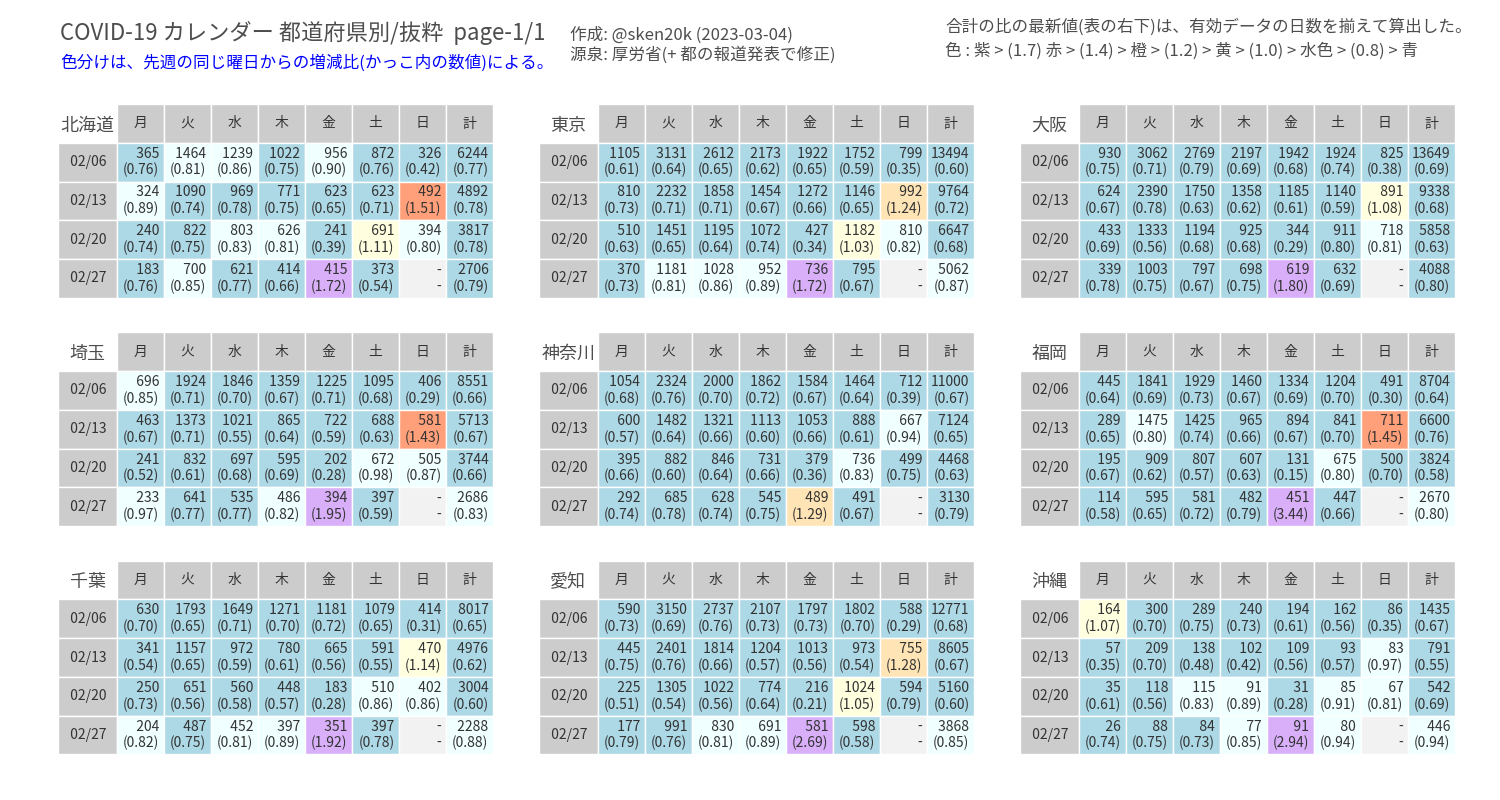 COVID-19 カレンダー 都道府県別/抜粋 page-1/1
色分けは、先週の同じ曜日からの増減比(かっこ内の数値)による。
作成: @sken20k (2023-03-04)
源泉: 厚労省(+ 都の報道発表で修正)
合計の比の最新値(表の右下)は、有効データの日数を揃えて算出した。
色 : 紫 > (1.7) 赤 > (1.4) > 橙 > (1.2) > 黄 > (1.0) > 水色 > (0.8) > 青
北海道 月 火 水 木 金 土 日 計
02/06 365 1464 1239 1022 956 872 326 6244
(0.76) (0.81) (0.86) (0.75) (0.90) (0.76) (0.42) (0.77)
02/13 324 1090 969 771 623 623 492 4892
(0.89) (0.74) (0.78) (0.75) (0.65) (0.71) (1.51) (0.78)
02/20 240 822 803 626 241 691 394 3817
(0.74) (0.75) (0.83) (0.81) (0.39) (1.11) (0.80) (0.78)
02/27 183 700 621 414 415 373 - 2706
(0.76) (0.85) (0.77) (0.66) (1.72) (0.54) - (0.79)
東京 月 火 水 木 金 土 日 計
02/06 1105 3131 2612 2173 1922 1752 799 13494
(0.61) (0.64) (0.65) (0.62) (0.65) (0.59) (0.35) (0.60)
02/13 810 2232 1858 1454 1272 1146 992 9764
(0.73) (0.71) (0.71) (0.67) (0.66) (0.65) (1.24) (0.72)
02/20 510 1451 1195 1072 427 1182 810 6647
(0.63) (0.65) (0.64) (0.74) (0.34) (1.03) (0.82) (0.68)
02/27 370 1181 1028 952 736 795 - 5062
(0.73) (0.81) (0.86) (0.89) (1.72) (0.67) - (0.87)
大阪 月 火 水 木 金 土 日 計
02/06 930 3062 2769 2197 1942 1924 825 13649
(0.75) (0.71) (0.79) (0.69) (0.68) (0.74) (0.38) (0.69)
02/13 624 2390 1750 1358 1185 1140 891 9338
(0.67) (0.78) (0.63) (0.62) (0.61) (0.59) (1.08) (0.68)
02/20 433 1333 1194 925 344 911 718 5858
(0.69) (0.56) (0.68) (0.68) (0.29) (0.80) (0.81) (0.63)
02/27 339 1003 797 698 619 632 - 4088
(0.78) (0.75) (0.67) (0.75) (1.80) (0.69) - (0.80)
埼玉 月 火 水 木 金 土 日 計
02/06 696 1924 1846 1359 1225 1095 406 8551
(0.85) (0.71) (0.70) (0.67) (0.71) (0.68) (0.29) (0.66)
02/13 463 1373 1021 865 722 688 581 5713
(0.67) (0.71) (0.55) (0.64) (0.59) (0.63) (1.43) (0.67)
02/20 241 832 697 595 202 672 505 3744
(0.52) (0.61) (0.68) (0.69) (0.28) (0.98) (0.87) (0.66)
02/27 233 641 535 486 394 397 - 2686
(0.97) (0.77) (0.77) (0.82) (1.95) (0.59) - (0.83)
神奈川 月 火 水 木 金 土 日 計
02/06 1054 2324 2000 1862 1584 1464 712 11000
(0.68) (0.76) (0.70) (0.72) (0.67) (0.64) (0.39) (0.67)
02/13 600 1482 1321 1113 1053 888 667 7124
(0.57) (0.64) (0.66) (0.60) (0.66) (0.61) (0.94) (0.65)
02/20 395 882 846 731 379 736 499 4468
(0.66) (0.60) (0.64) (0.66) (0.36) (0.83) (0.75) (0.63)
02/27 292 685 628 545 489 491 - 3130
(0.74) (0.78) (0.74) (0.75) (1.29) (0.67) - (0.79)
福岡 月 火 水 木 金 土 日 計
02/06 445 1841 1929 1460 1334 1204 491 8704
(0.64) (0.69) (0.73) (0.67) (0.69) (0.70) (0.30) (0.64)
02/13 289 1475 1425 965 894 841 711 6600
(0.65) (0.80) (0.74) (0.66) (0.67) (0.70) (1.45) (0.76)
02/20 195 909 807 607 131 675 500 3824
(0.67) (0.62) (0.57) (0.63) (0.15) (0.80) (0.70) (0.58)
02/27 114 595 581 482 451 447 - 2670
(0.58) (0.65) (0.72) (0.79) (3.44) (0.66) - (0.80)
千葉 月 火 水 木 金 土 日 計
02/06 630 1793 1649 1271 1181 1079 414 8017
(0.70) (0.65) (0.71) (0.70) (0.72) (0.65) (0.31) (0.65)
02/13 341 1157 972 780 665 591 470 4976
(0.54) (0.65) (0.59) (0.61) (0.56) (0.55) (1.14) (0.62)
02/20 250 651 560 448 183 510 402 3004
(0.73) (0.56) (0.58) (0.57) (0.28) (0.86) (0.86) (0.60)
02/27 204 487 452 397 351 397 - 2288
(0.82) (0.75) (0.81) (0.89) (1.92) (0.78) - (0.88)
愛知 月 火 水 木 金 土 日 計
02/06 590 3150 2737 2107 1797 1802 588 12771
(0.73) (0.69) (0.76) (0.73) (0.73) (0.70) (0.29) (0.68)
02/13 445 2401 1814 1204 1013 973 755 8605
(0.75) (0.76) (0.66) (0.57) (0.56) (0.54) (1.28) (0.67)
02/20 225 1305 1022 774 216 1024 594 5160
(0.51) (0.54) (0.56) (0.64) (0.21) (1.05) (0.79) (0.60)
02/27 177 991 830 691 581 598 - 3868
(0.79) (0.76) (0.81) (0.89) (2.69) (0.58) - (0.85)
沖縄 月 火 水 木 金 土 日 計
02/06 164 300 289 240 194 162 86 1435
(1.07) (0.70) (0.75) (0.73) (0.61) (0.56) (0.35) (0.67)
02/13 57 209 138 102 109 93 83 791
(0.35) (0.70) (0.48) (0.42) (0.56) (0.57) (0.97) (0.55)
02/20 35 118 115 91 31 85 67 542
(0.61) (0.56) (0.83) (0.89) (0.28) (0.91) (0.81) (0.69)
02/27 26 88 84 77 91 80 - 446
(0.74) (0.75) (0.73) (0.85) (2.94) (0.94) - (0.94)